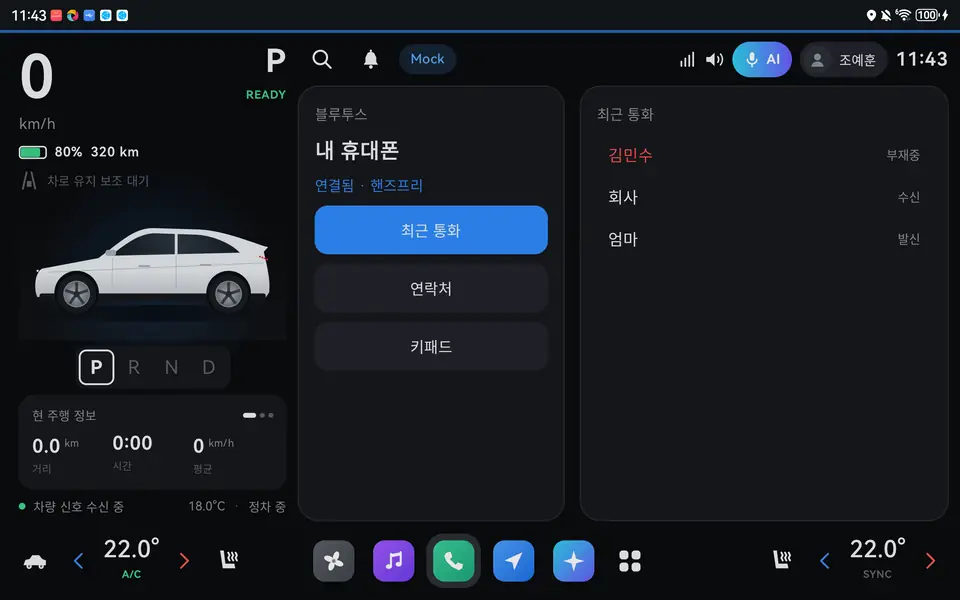 11:43
100
0
km/h
P
READY
80% 320 km
차로 유지 보조 대기
P R N D
현 주행 정보
0.0 km
거리
0:00
시간
0 km/h
평균
차량 신호 수신 중
18.0°C · 정차 중
Mock
AI
조예훈
11:43
블루투스
내 휴대폰
연결됨 · 핸즈프리
최근 통화
연락처
키패드
최근 통화
김민수 부재중
회사 수신
엄마 발신
22.0°
A/C
22.0°
SYNC